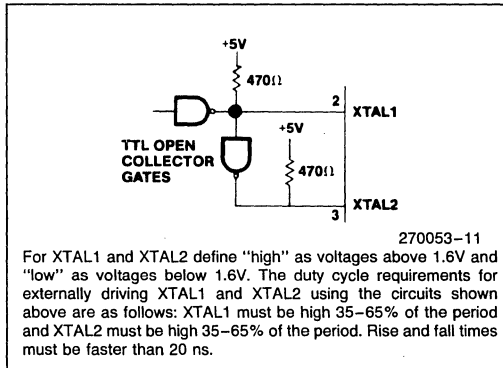 +5V
470Ω
2
XTAL1
+5V
TTL OPEN
COLLECTOR
GATES
470Ω
XTAL2
3
270053–11
For XTAL1 and XTAL2 define "high" as voltages above 1.6V and
"low" as voltages below 1.6V. The duty cycle requirements for
externally driving XTAL1 and XTAL2 using the circuits shown
above are as follows: XTAL1 must be high 35–65% of the period
and XTAL2 must be high 35–65% of the period. Rise and fall times
must be faster than 20 ns.